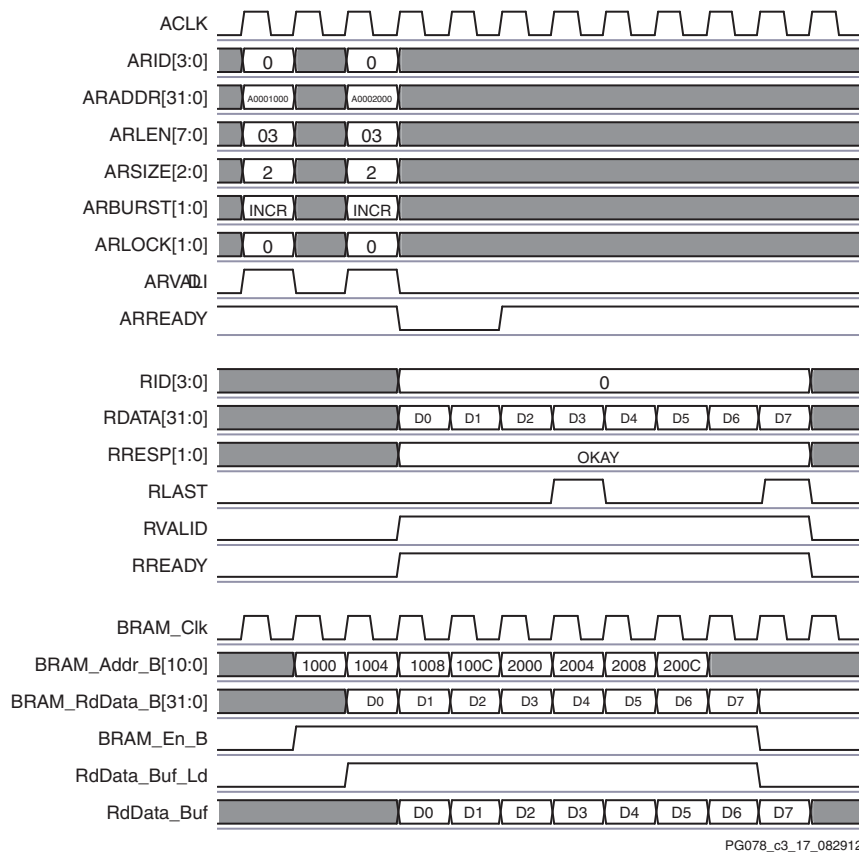 ACLK
ARID[3:0] 0 0
ARADDR[31:0] A0001000 A0002000
ARLEN[7:0] 03 03
ARSIZE[2:0] 2 2
ARBURST[1:0] INCR INCR
ARLOCK[1:0] 0 0
ARVALDI
ARREADY
RID[3:0] 0
RDATA[31:0] D0 D1 D2 D3 D4 D5 D6 D7
RRESP[1:0] OKAY
RLAST
RVALID
RREADY
BRAM_Clk
BRAM_Addr_B[10:0] 1000 1004 1008 100C 2000 2004 2008 200C
BRAM_RdData_B[31:0] D0 D1 D2 D3 D4 D5 D6 D7
BRAM_En_B
RdData_Buf_Ld
RdData_Buf D0 D1 D2 D3 D4 D5 D6 D7
PG078_c3_17_082912